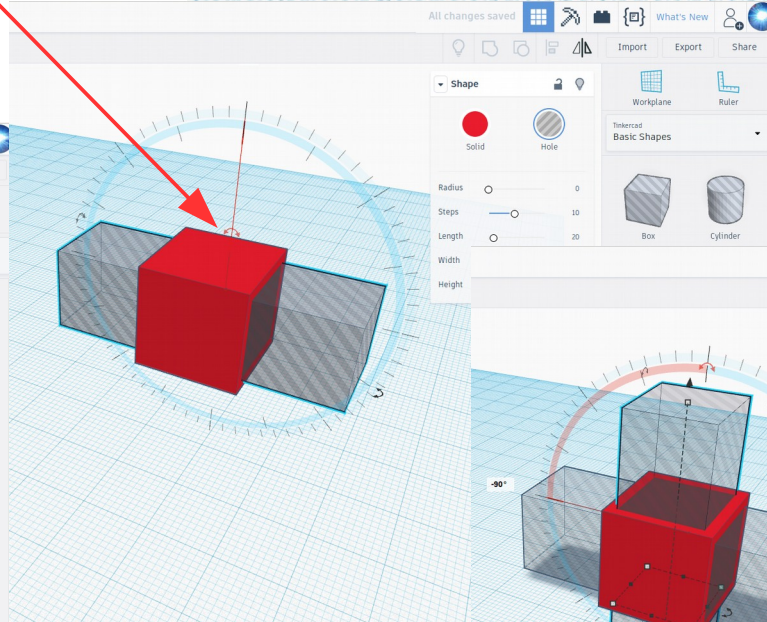 All changes saved
What's New
Import
Export
Share
Shape
Solid
Hole
Radius
0
Steps
10
Length
20
Width
Height
Workplane
Ruler
Tinkercad
Basic Shapes
Box
Cylinder
-90°